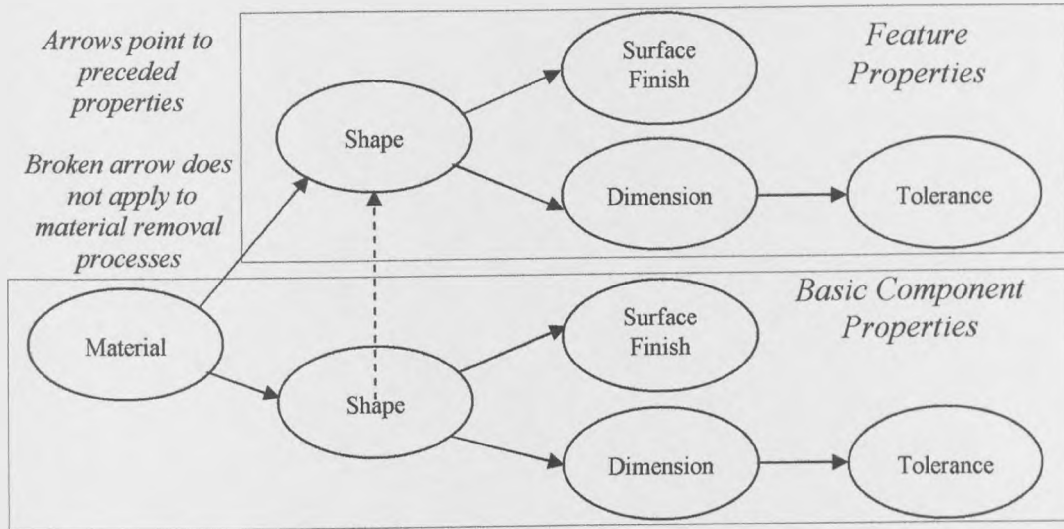 Arrows point to
preceded
properties
Broken arrow does
not apply to
material removal
processes
Feature
Properties
Surface
Finish
Shape
Dimension
Tolerance
Basic Component
Properties
Material
Surface
Finish
Shape
Dimension
Tolerance